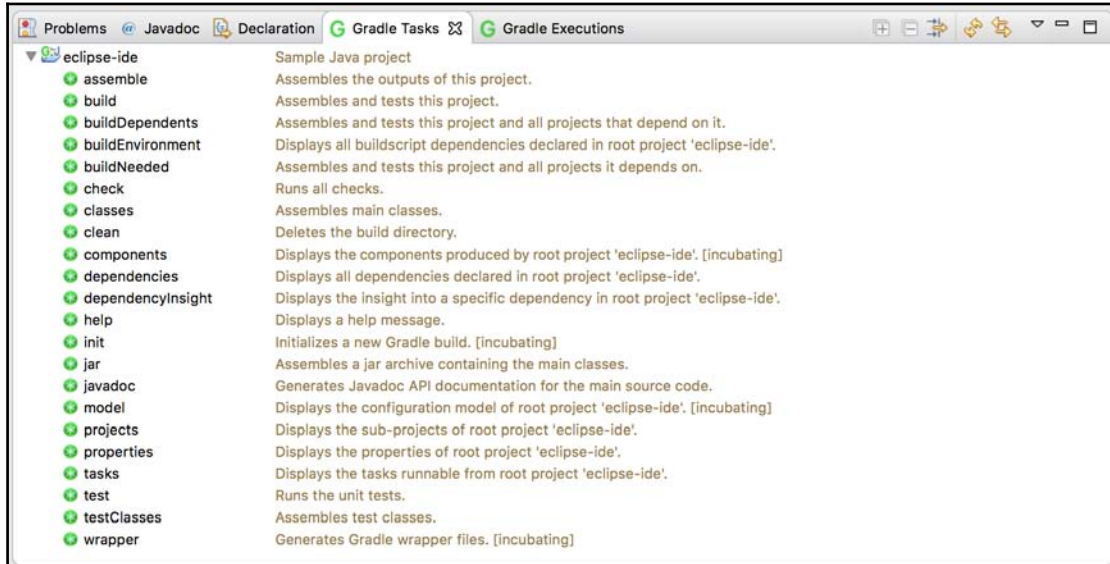 Problems @ Javadoc Declaration Gradle Tasks Gradle Executions
eclipse-ide Sample Java project
assemble Assembles the outputs of this project.
build Assembles and tests this project.
buildDependents Assembles and tests this project and all projects that depend on it.
buildEnvironment Displays all buildscript dependencies declared in root project 'eclipse-ide'.
buildNeeded Assembles and tests this project and all projects it depends on.
check Runs all checks.
classes Assembles main classes.
clean Deletes the build directory.
components Displays the components produced by root project 'eclipse-ide'. [incubating]
dependencies Displays all dependencies declared in root project 'eclipse-ide'.
dependencyInsight Displays the insight into a specific dependency in root project 'eclipse-ide'.
help Displays a help message.
init Initializes a new Gradle build. [incubating]
jar Assembles a jar archive containing the main classes.
javadoc Generates Javadoc API documentation for the main source code.
model Displays the configuration model of root project 'eclipse-ide'. [incubating]
projects Displays the sub-projects of root project 'eclipse-ide'.
properties Displays the properties of root project 'eclipse-ide'.
tasks Displays the tasks runnable from root project 'eclipse-ide'.
test Runs the unit tests.
testClasses Assembles test classes.
wrapper Generates Gradle wrapper files. [incubating]